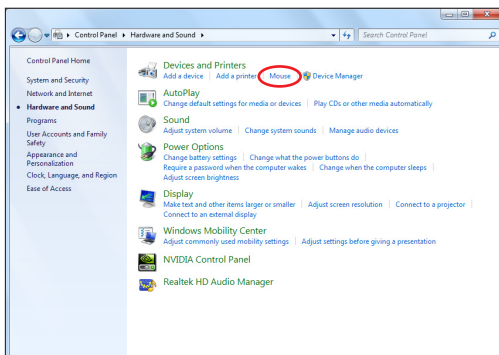 Control Panel Hardware and Sound Search Control Panel
Control Panel Home
System and Security
Network and Internet
Hardware and Sound
Programs
User Accounts and Family
Safety
Appearance and
Personalization
Clock, Language, and Region
Ease of Access
Devices and Printers
Add a device Add a printer Mouse Device Manager
AutoPlay
Change default settings for media or devices Play CDs or other media automatically
Sound
Adjust system volume Change system sounds Manage audio devices
Power Options
Change battery settings Change what the power buttons do
Require a password when the computer wakes Change when the computer sleeps
Adjust screen brightness
Display
Make text and other items larger or smaller Adjust screen resolution Connect to a projector
Connect to an external display
Windows Mobility Center
Adjust commonly used mobility settings Adjust settings before giving a presentation
NVIDIA Control Panel
Realtek HD Audio Manager